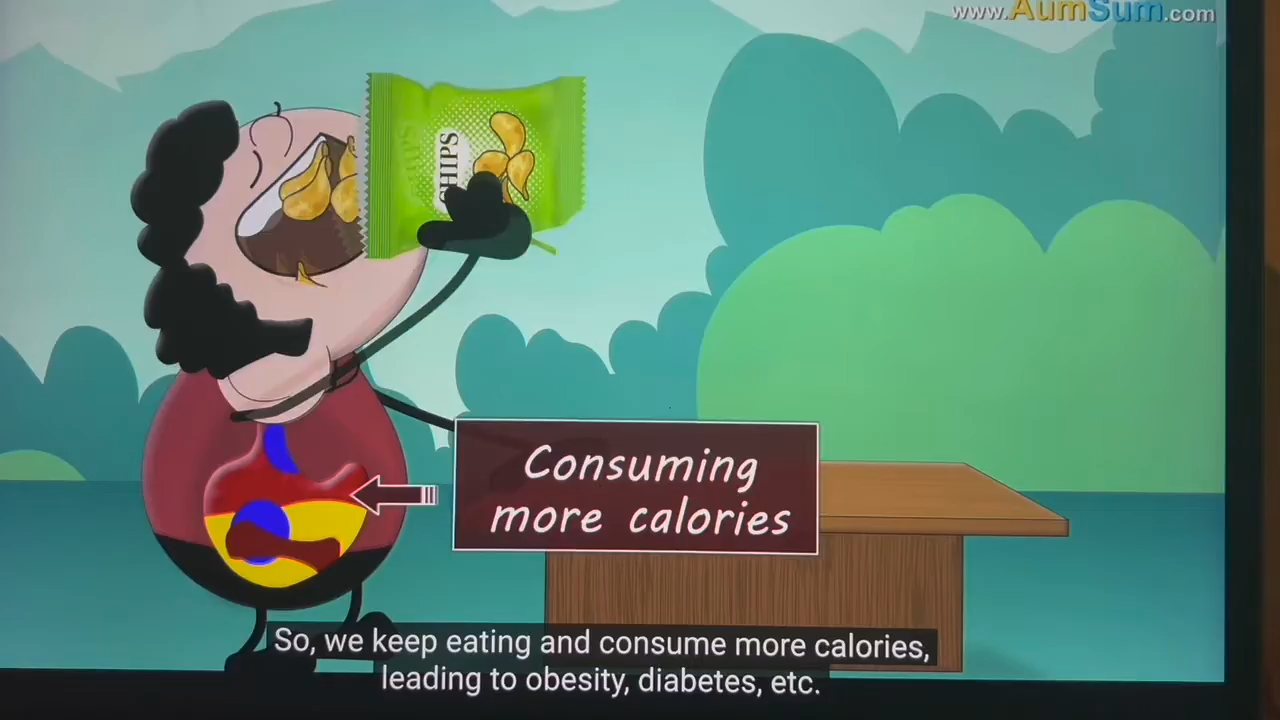 www.AumSum.com
CHIPS
Consuming
more calories
So, we keep eating and consume more calories,
leading to obesity, diabetes, etc.